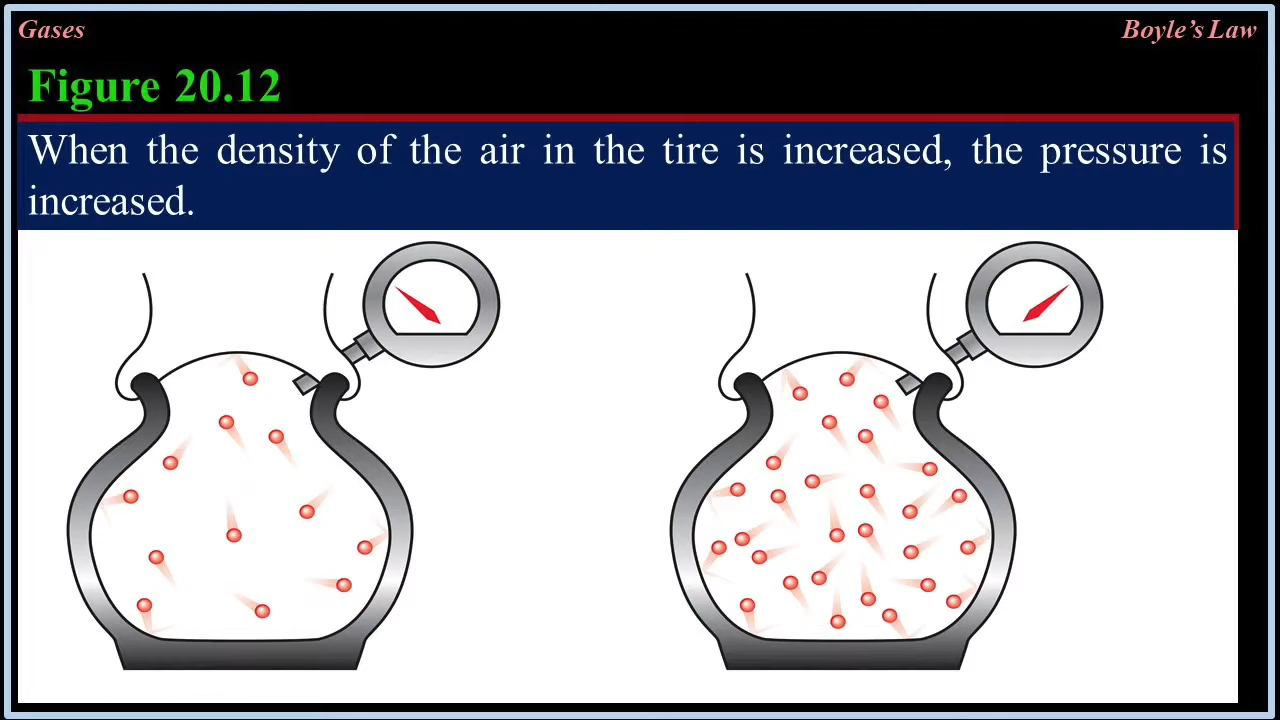 Gases
Boyle's Law
Figure 20.12
When the density of the air in the tire is increased, the pressure is
increased.